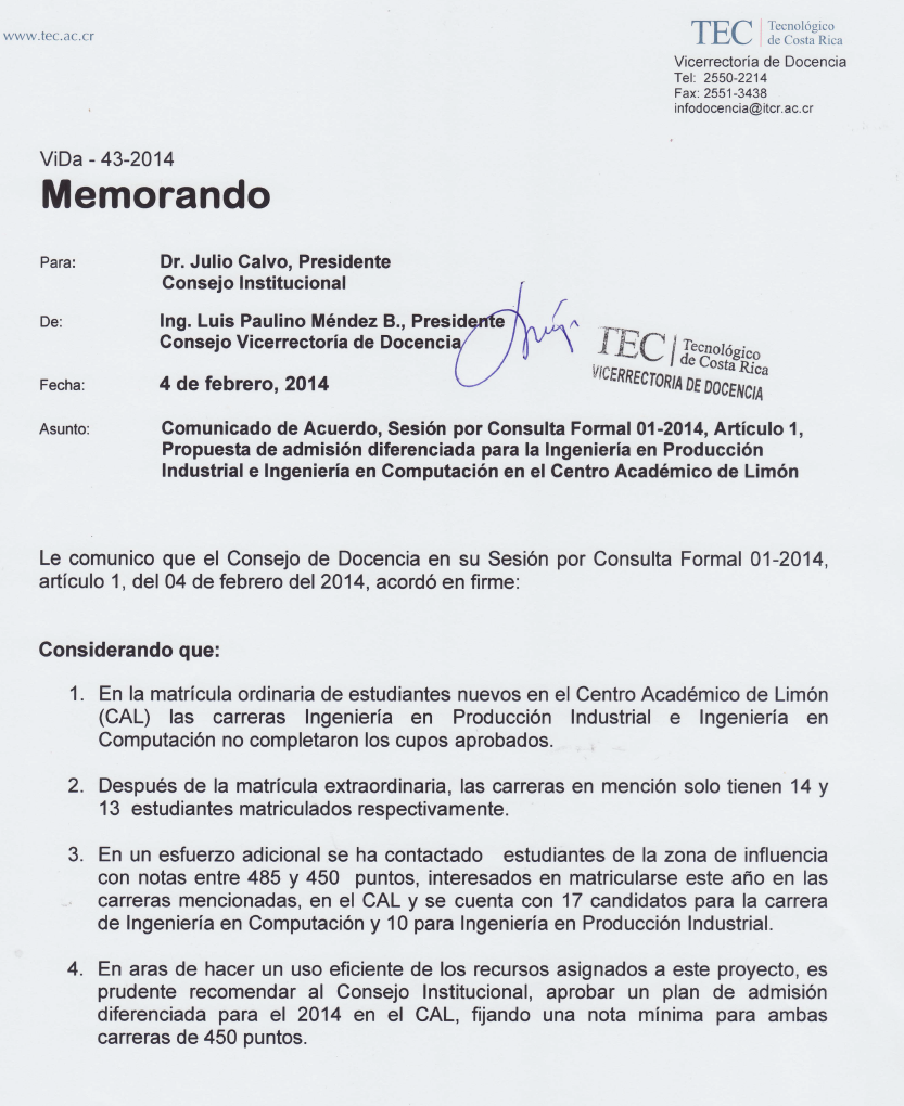 www.tec.ac.cr
TEC | Tecnológico
de Costa Rica
Vicerrectoría de Docencia
Tel: 2550-2214
Fax: 2551-3438
infodocencia@itcr.ac.cr
ViDa - 43-2014
Memorando
Para: Dr. Julio Calvo, Presidente
Consejo Institucional
De: Ing. Luis Paulino Méndez B., Presidente
Consejo Vicerrectoría de Docencia
TEC | Tecnológico
de Costa Rica
VICERRECTORIA DE DOCENCIA
Fecha: 4 de febrero, 2014
Asunto: Comunicado de Acuerdo, Sesión por Consulta Formal 01-2014, Artículo 1,
Propuesta de admisión diferenciada para la Ingeniería en Producción
Industrial e Ingeniería en Computación en el Centro Académico de Limón
Le comunico que el Consejo de Docencia en su Sesión por Consulta Formal 01-2014,
artículo 1, del 04 de febrero del 2014, acordó en firme:
Considerando que:
1. En la matrícula ordinaria de estudiantes nuevos en el Centro Académico de Limón
(CAL) las carreras Ingeniería en Producción Industrial e Ingeniería en
Computación no completaron los cupos aprobados.
2. Después de la matrícula extraordinaria, las carreras en mención solo tienen 14 y
13 estudiantes matriculados respectivamente.
3. En un esfuerzo adicional se ha contactado estudiantes de la zona de influencia
con notas entre 485 y 450 puntos, interesados en matricularse este año en las
carreras mencionadas, en el CAL y se cuenta con 17 candidatos para la carrera
de Ingeniería en Computación y 10 para Ingeniería en Producción Industrial.
4. En aras de hacer un uso eficiente de los recursos asignados a este proyecto, es
prudente recomendar al Consejo Institucional, aprobar un plan de admisión
diferenciada para el 2014 en el CAL, fijando una nota mínima para ambas
carreras de 450 puntos.